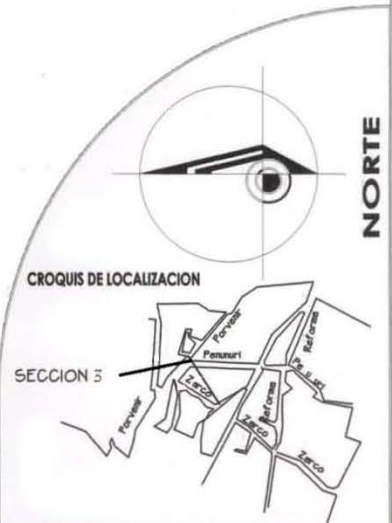 NORTE
CROQUIS DE LOCALIZACION
SECCION 3
Porvenir
Penunuri
Reforma
Zarco
Porvenir
Reforma
Zarco
Zarco